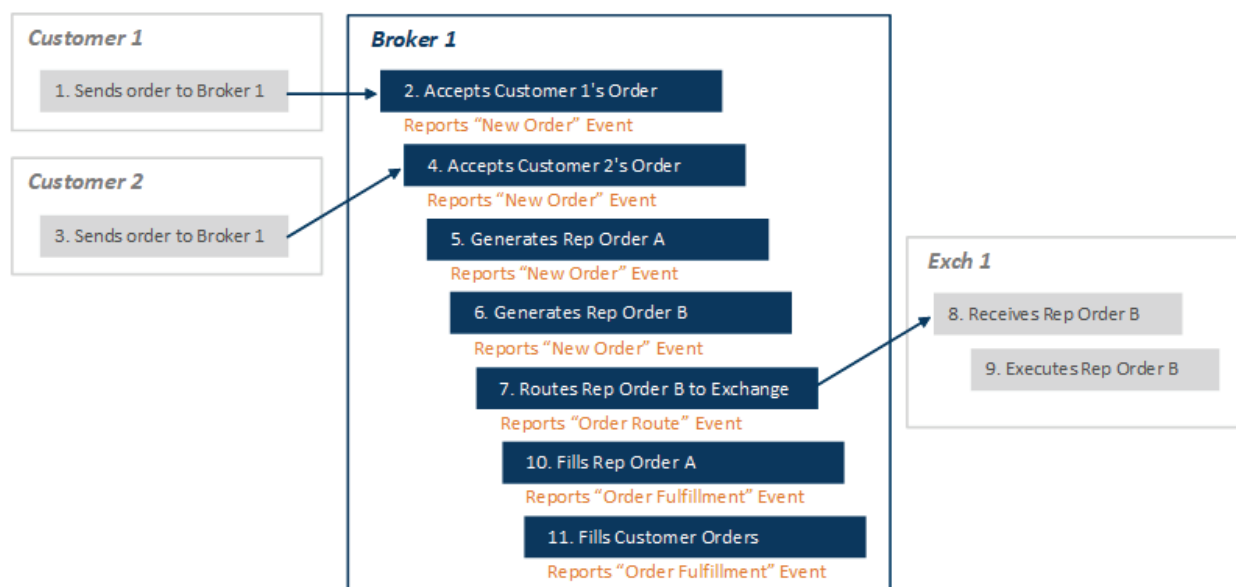 Customer 1
1. Sends order to Broker 1
Customer 2
3. Sends order to Broker 1
Broker 1
2. Accepts Customer 1's Order
Reports “New Order” Event
4. Accepts Customer 2's Order
Reports “New Order” Event
5. Generates Rep Order A
Reports “New Order” Event
6. Generates Rep Order B
Reports “New Order” Event
7. Routes Rep Order B to Exchange
Reports “Order Route” Event
10. Fills Rep Order A
Reports “Order Fulfillment” Event
11. Fills Customer Orders
Reports “Order Fulfillment” Event
Exch 1
8. Receives Rep Order B
9. Executes Rep Order B